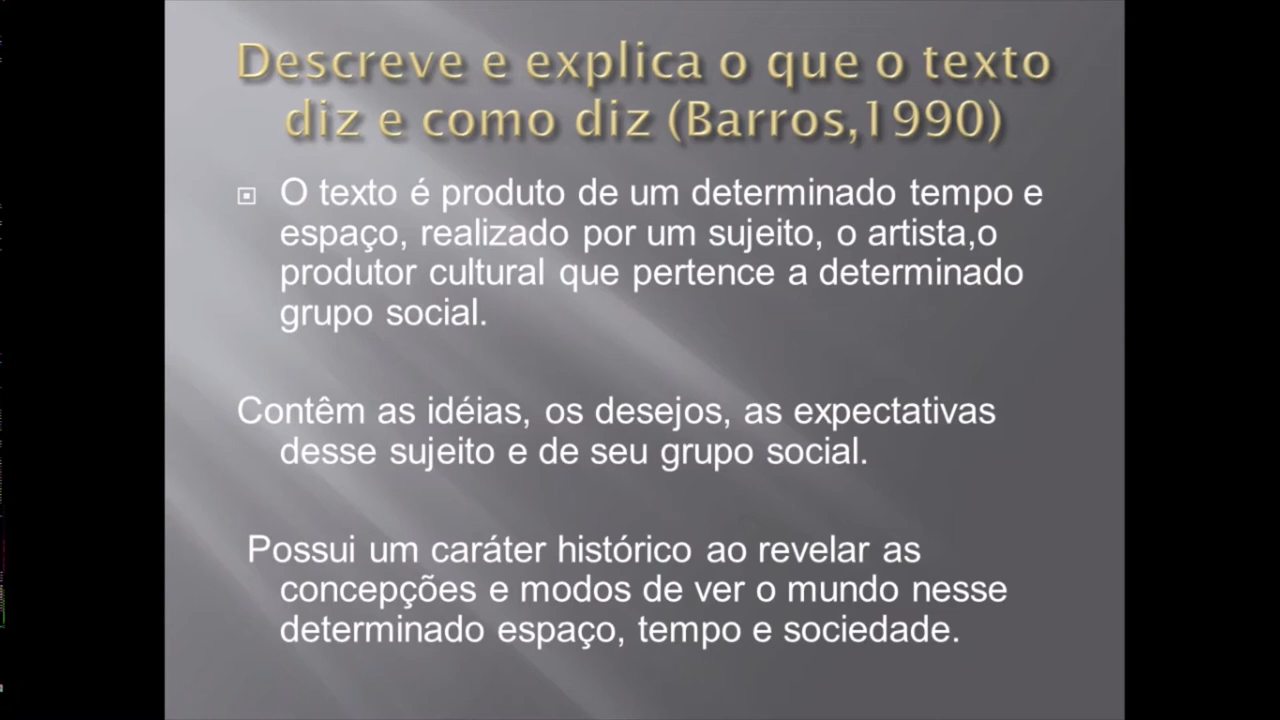 Descreve e explica o que o texto
diz e como diz (Barros,1990)
O texto é produto de um determinado tempo e
espaço, realizado por um sujeito, o artista,o
produtor cultural que pertence a determinado
grupo social.
Contêm as idéias, os desejos, as expectativas
desse sujeito e de seu grupo social.
Possui um caráter histórico ao revelar as
concepções e modos de ver o mundo nesse
determinado espaço, tempo e sociedade.